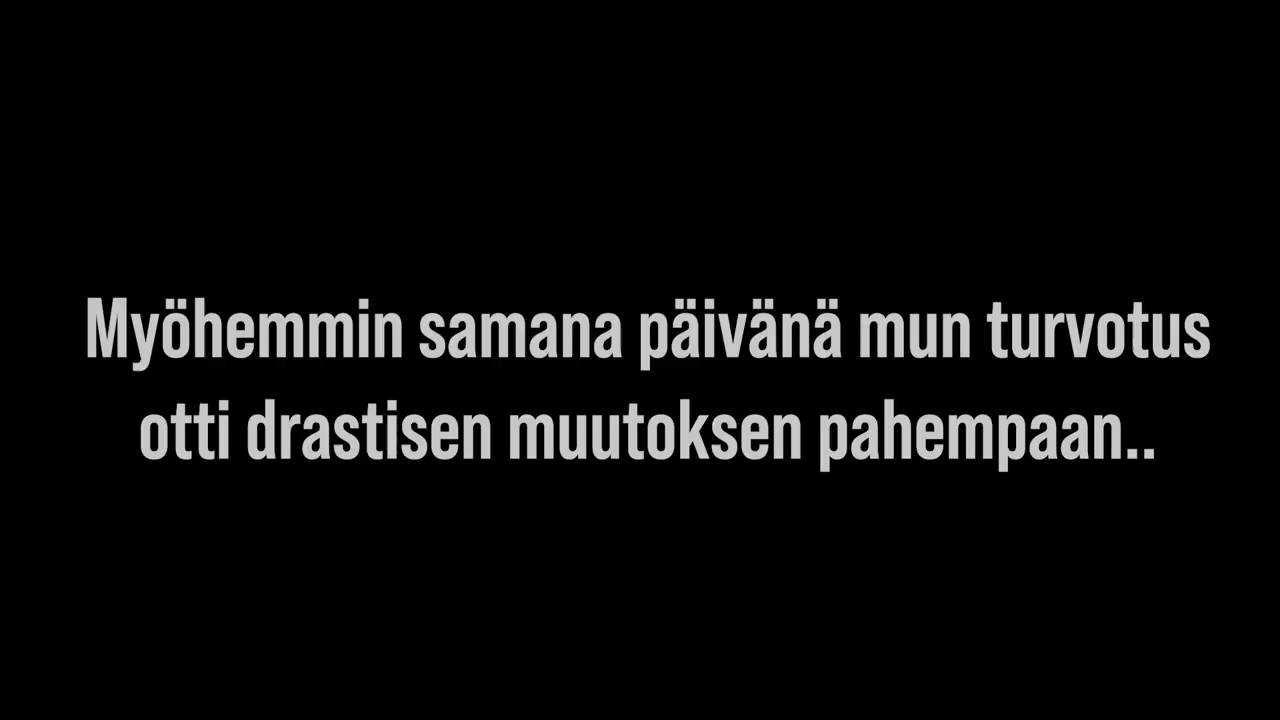 Myöhemmin samana päivänä mun turvotus
otti drastisen muutoksen pahempaan..